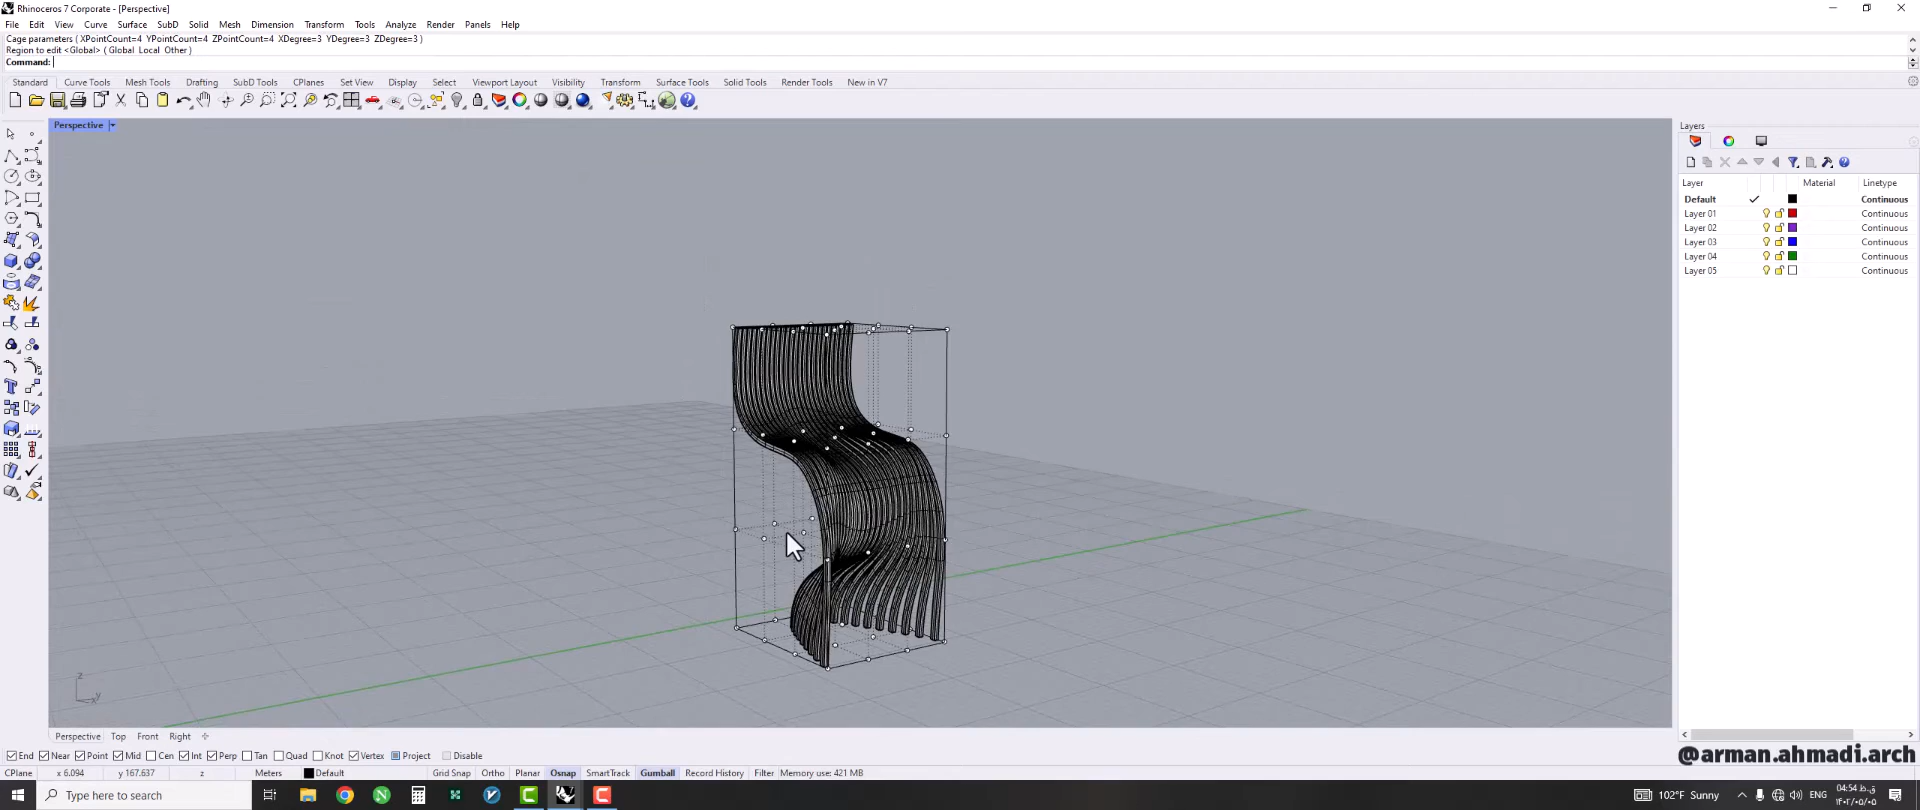 Rhinoceros 7 Corporate - [Perspective]
File Edit View Curve Surface SubD Solid Mesh Dimension Transform Tools Analyze Render Panels Help
Cage parameters ( XPointCount=4 YPointCount=4 ZPointCount=4 XDegree=3 YDegree=3 ZDegree=3 )
Region to edit <Global> ( Global Local Other )
Command:
Standard Curve Tools Mesh Tools Drafting SubD Tools CPlanes Set View Display Select Viewport Layout Visibility Transform Surface Tools Solid Tools Render Tools New in V7
Perspective
Layers
Layer Material Linetype
Default Continuous
Layer 01 Continuous
Layer 02 Continuous
Layer 03 Continuous
Layer 04 Continuous
Layer 05 Continuous
z
y
Perspective Top Front Right
End Near Point Mid Cen Int Perp Tan Quad Knot Vertex Project Disable
@arman.ahmadi.arch
CPlane x 6.094 y 167.637 z Meters Default Grid Snap Ortho Planar Osnap SmartTrack Gumball Record History Filter Memory use: 421 MB
Type here to search
102°F Sunny
ENG
04:54 ق.ظ
۱۴۰۲/۰۵/۰۵